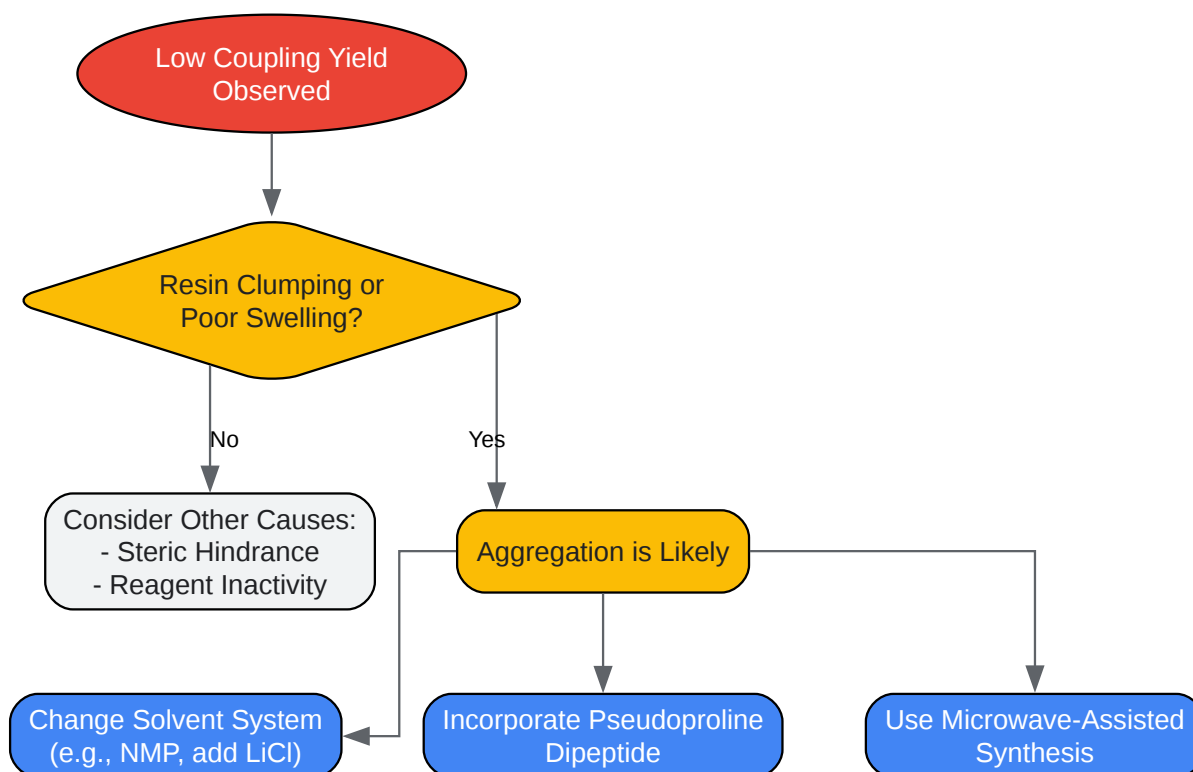 Low Coupling Yield
Observed
Resin Clumping or
Poor Swelling?
No
Yes
Consider Other Causes:
- Steric Hindrance
- Reagent Inactivity
Aggregation is Likely
Change Solvent System
(e.g., NMP, add LiCl)
Incorporate Pseudoproline
Dipeptide
Use Microwave-Assisted
Synthesis